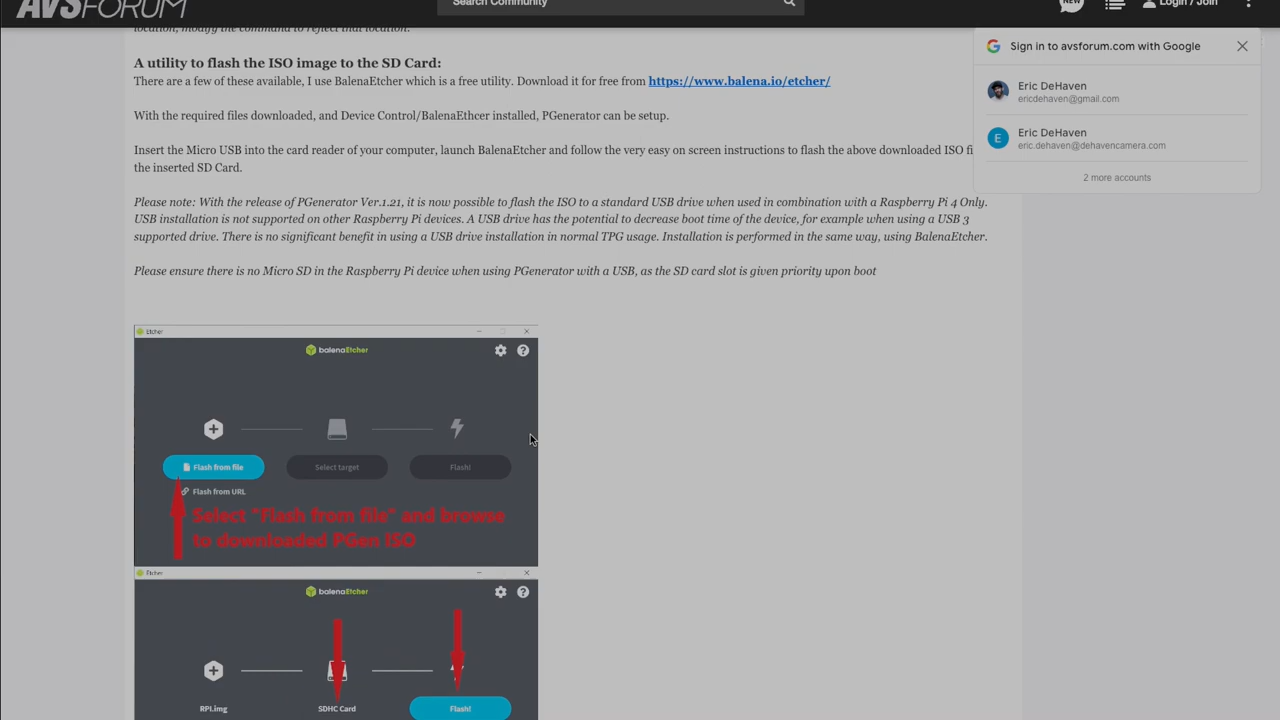 AVSFORUM
Search Community
NEW
Login / Join
location, modify the command to reflect that location.
Sign in to avsforum.com with Google
A utility to flash the ISO image to the SD Card:
There are a few of these available, I use BalenaEtcher which is a free utility. Download it for free from https://www.balena.io/etcher/
Eric DeHaven
ericdehaven@gmail.com
With the required files downloaded, and Device Control/BalenaEthcer installed, PGenerator can be setup.
E
Eric DeHaven
eric.dehaven@dehavencamera.com
Insert the Micro USB into the card reader of your computer, launch BalenaEtcher and follow the very easy on screen instructions to flash the above downloaded ISO fi
the inserted SD Card.
2 more accounts
Please note: With the release of PGenerator Ver.1.21, it is now possible to flash the ISO to a standard USB drive when used in combination with a Raspberry Pi 4 Only.
USB installation is not supported on other Raspberry Pi devices. A USB drive has the potential to decrease boot time of the device, for example when using a USB 3
supported drive. There is no significant benefit in using a USB drive installation in normal TPG usage. Installation is performed in the same way, using BalenaEtcher.
Please ensure there is no Micro SD in the Raspberry Pi device when using PGenerator with a USB, as the SD card slot is given priority upon boot
Etcher
balenaEtcher
Flash from file
Select target
Flash!
Flash from URL
Select "Flash from file" and browse
to downloaded PGen ISO
Etcher
balenaEtcher
RPI.img
SDHC Card
Flash!